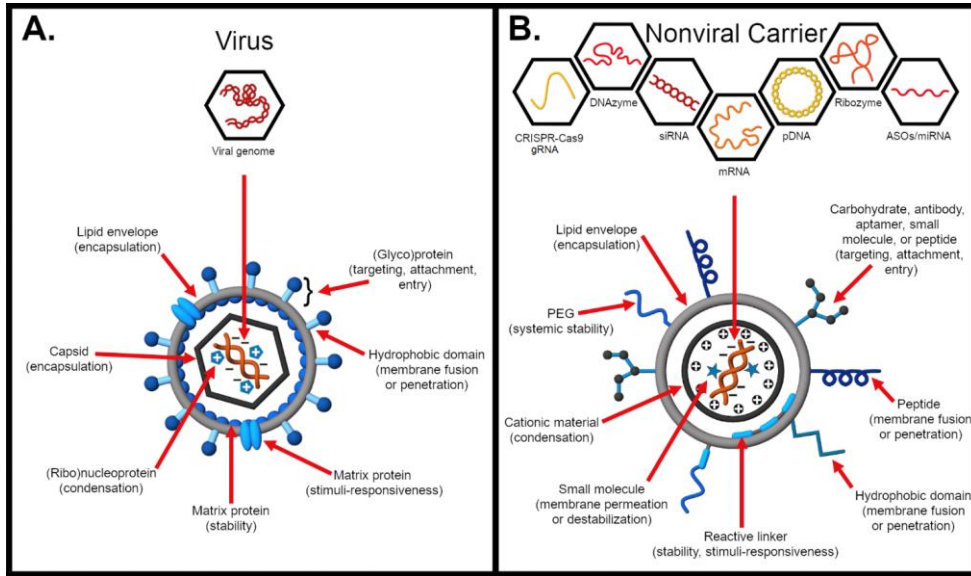 A.
Virus
Viral genome
Lipid envelope
(encapsulation)
(Glyco)protein
(targeting, attachment,
entry)
}
Capsid
(encapsulation)
Hydrophobic domain
(membrane fusion
or penetration)
(Ribo)nucleoprotein
(condensation)
Matrix protein
(stability)
Matrix protein
(stimuli-responsiveness)
B.
Nonviral Carrier
CRISPR-Cas9
gRNA
DNAzyme
siRNA
mRNA
pDNA
Ribozyme
ASOs/miRNA
Lipid envelope
(encapsulation)
Carbohydrate, antibody,
aptamer, small
molecule, or peptide
(targeting, attachment,
entry)
PEG
(systemic stability)
Cationic material
(condensation)
Peptide
(membrane fusion
or penetration)
Small molecule
(membrane permeation
or destabilization)
Hydrophobic domain
(membrane fusion
or penetration)
Reactive linker
(stability, stimuli-responsiveness)